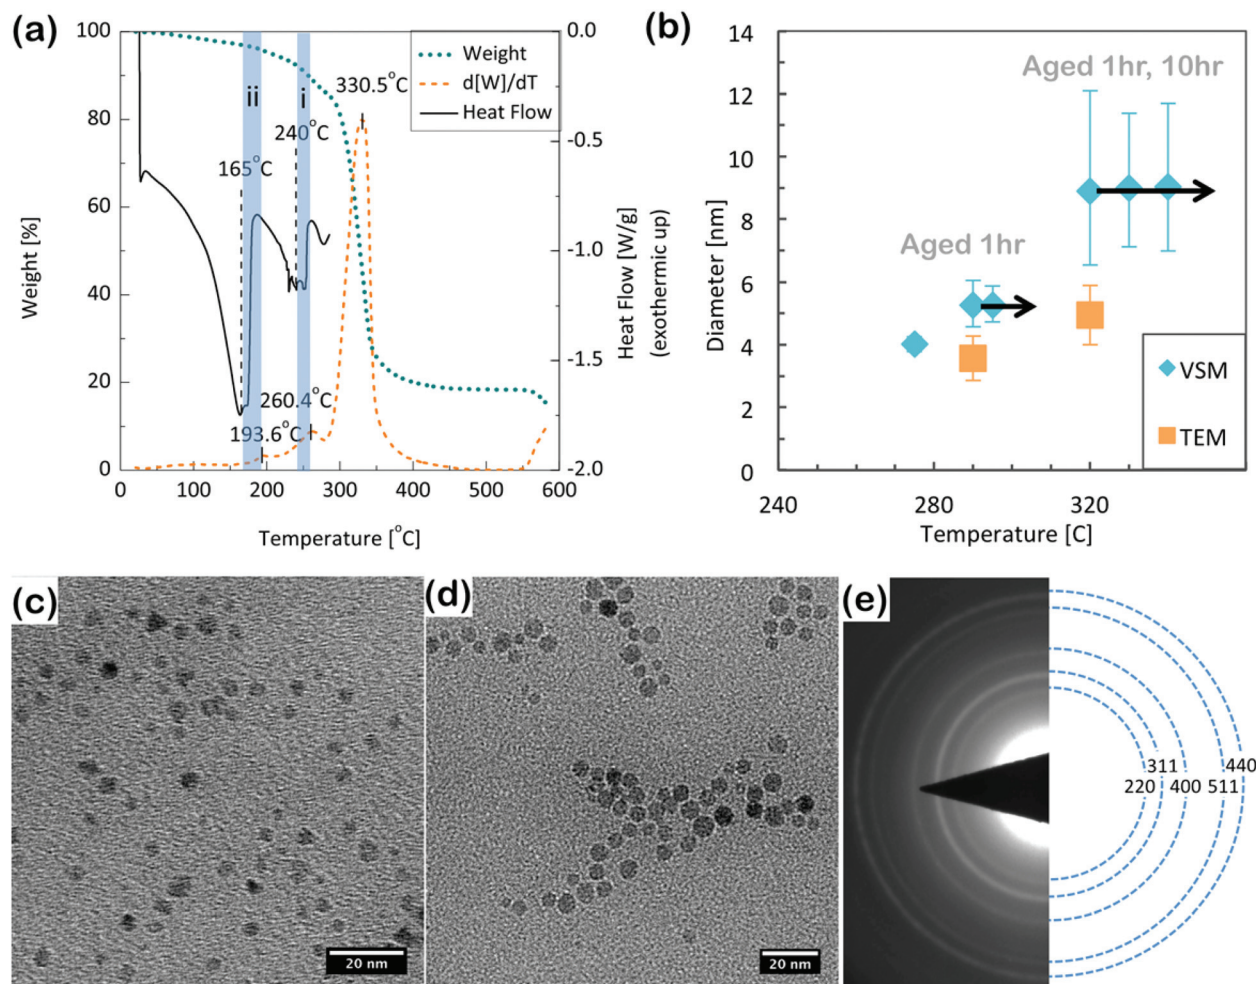 (a)
100
80
60
40
20
0
Weight [%]
0
100
200
300
400
500
600
Temperature [°C]
0.0
-0.5
-1.0
-1.5
-2.0
Heat Flow [W/g]
(exothermic up)
Weight
d[W]/dT
Heat Flow
330.5°C
ii
i
240°C
165°C
260.4°C
193.6°C
(b)
14
12
10
8
6
4
2
0
Diameter [nm]
240
280
320
Temperature [C]
Aged 1hr, 10hr
Aged 1hr
VSM
TEM
(c)
20 nm
(d)
20 nm
(e)
311
440
220
400
511